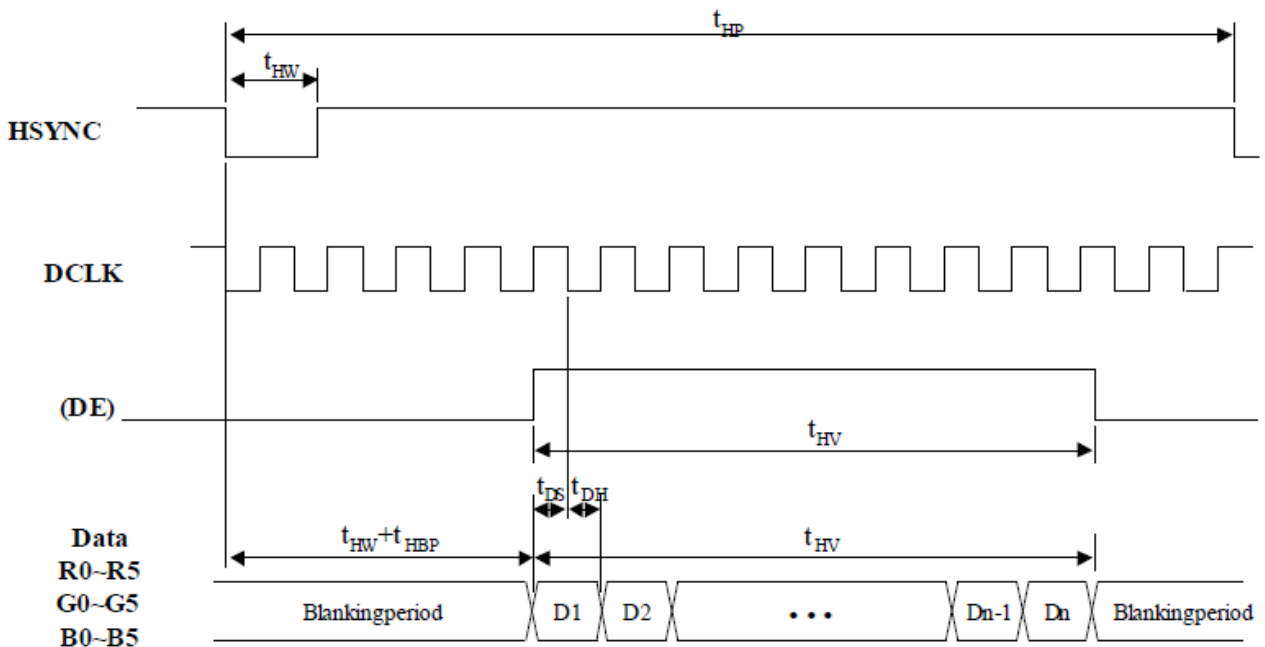 tHP
tHW
HSYNC
DCLK
(DE)
tHV
tDS tDH
Data
tHW+tHBP
tHV
R0~R5
G0~G5
B0~B5
Blankingperiod D1 D2 • • • Dn-1 Dn Blankingperiod